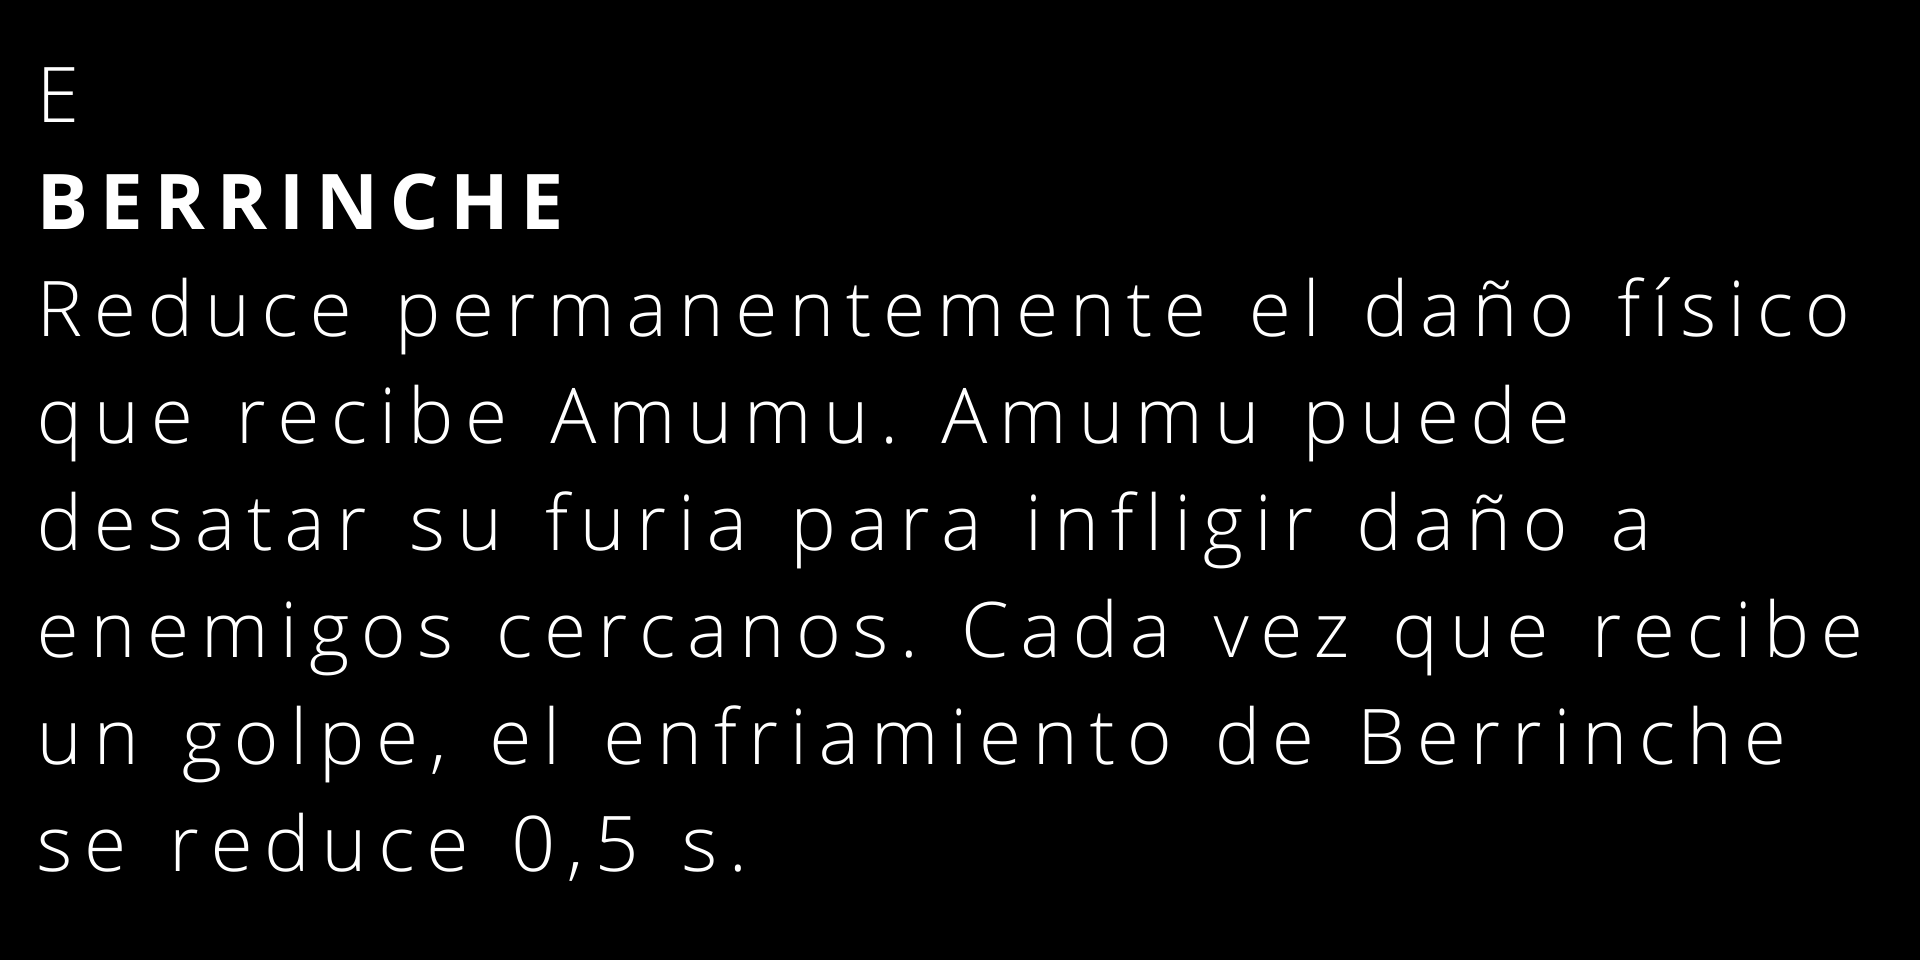 E
BERRINCHE
Reduce permanentemente el daño físico
que recibe Amumu. Amumu puede
desatar su furia para infligir daño a
enemigos cercanos. Cada vez que recibe
un golpe, el enfriamiento de Berrinche
se reduce 0,5 s.